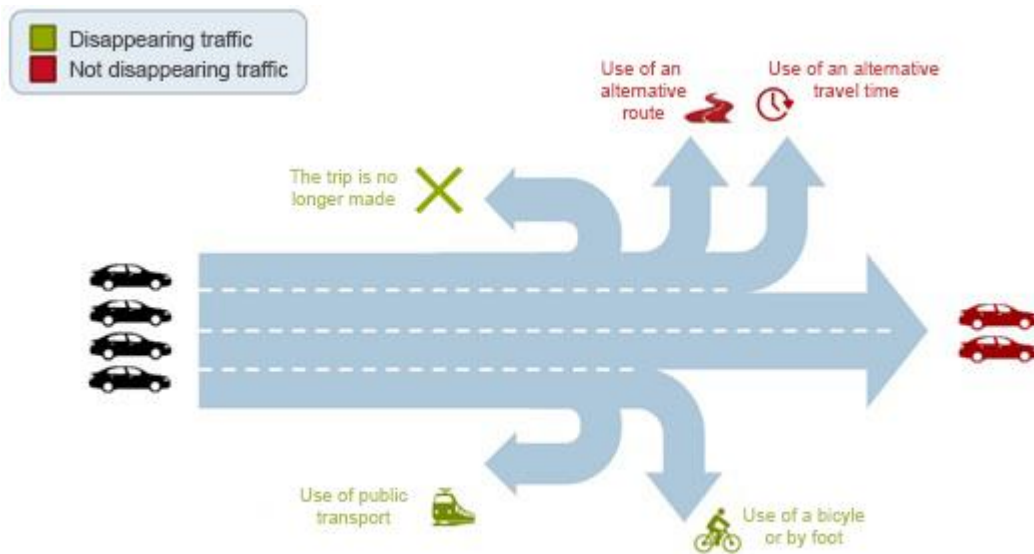 Disappearing traffic
Not disappearing traffic
Use of an
alternative
route
Use of an alternative
travel time
The trip is no
longer made
Use of public
transport
Use of a bicycle
or by foot